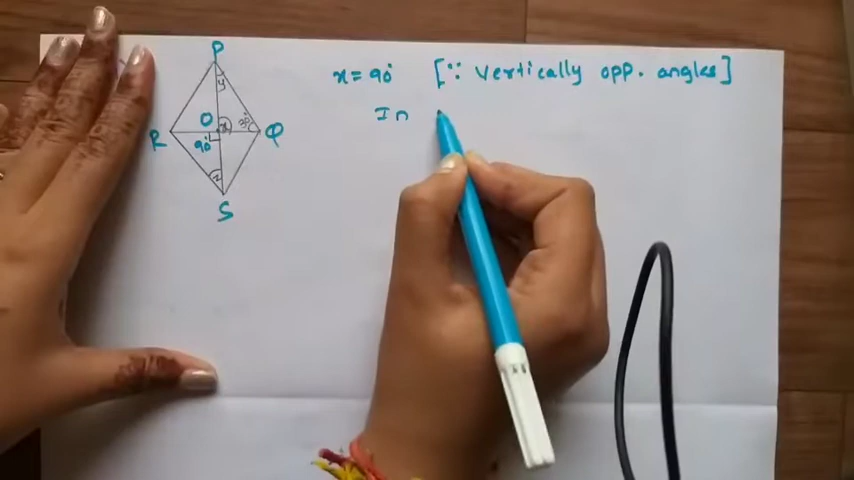 P
x = 90° [∵ vertically opp. angles]
y
In
O x 30°
R Q
90°
z
S